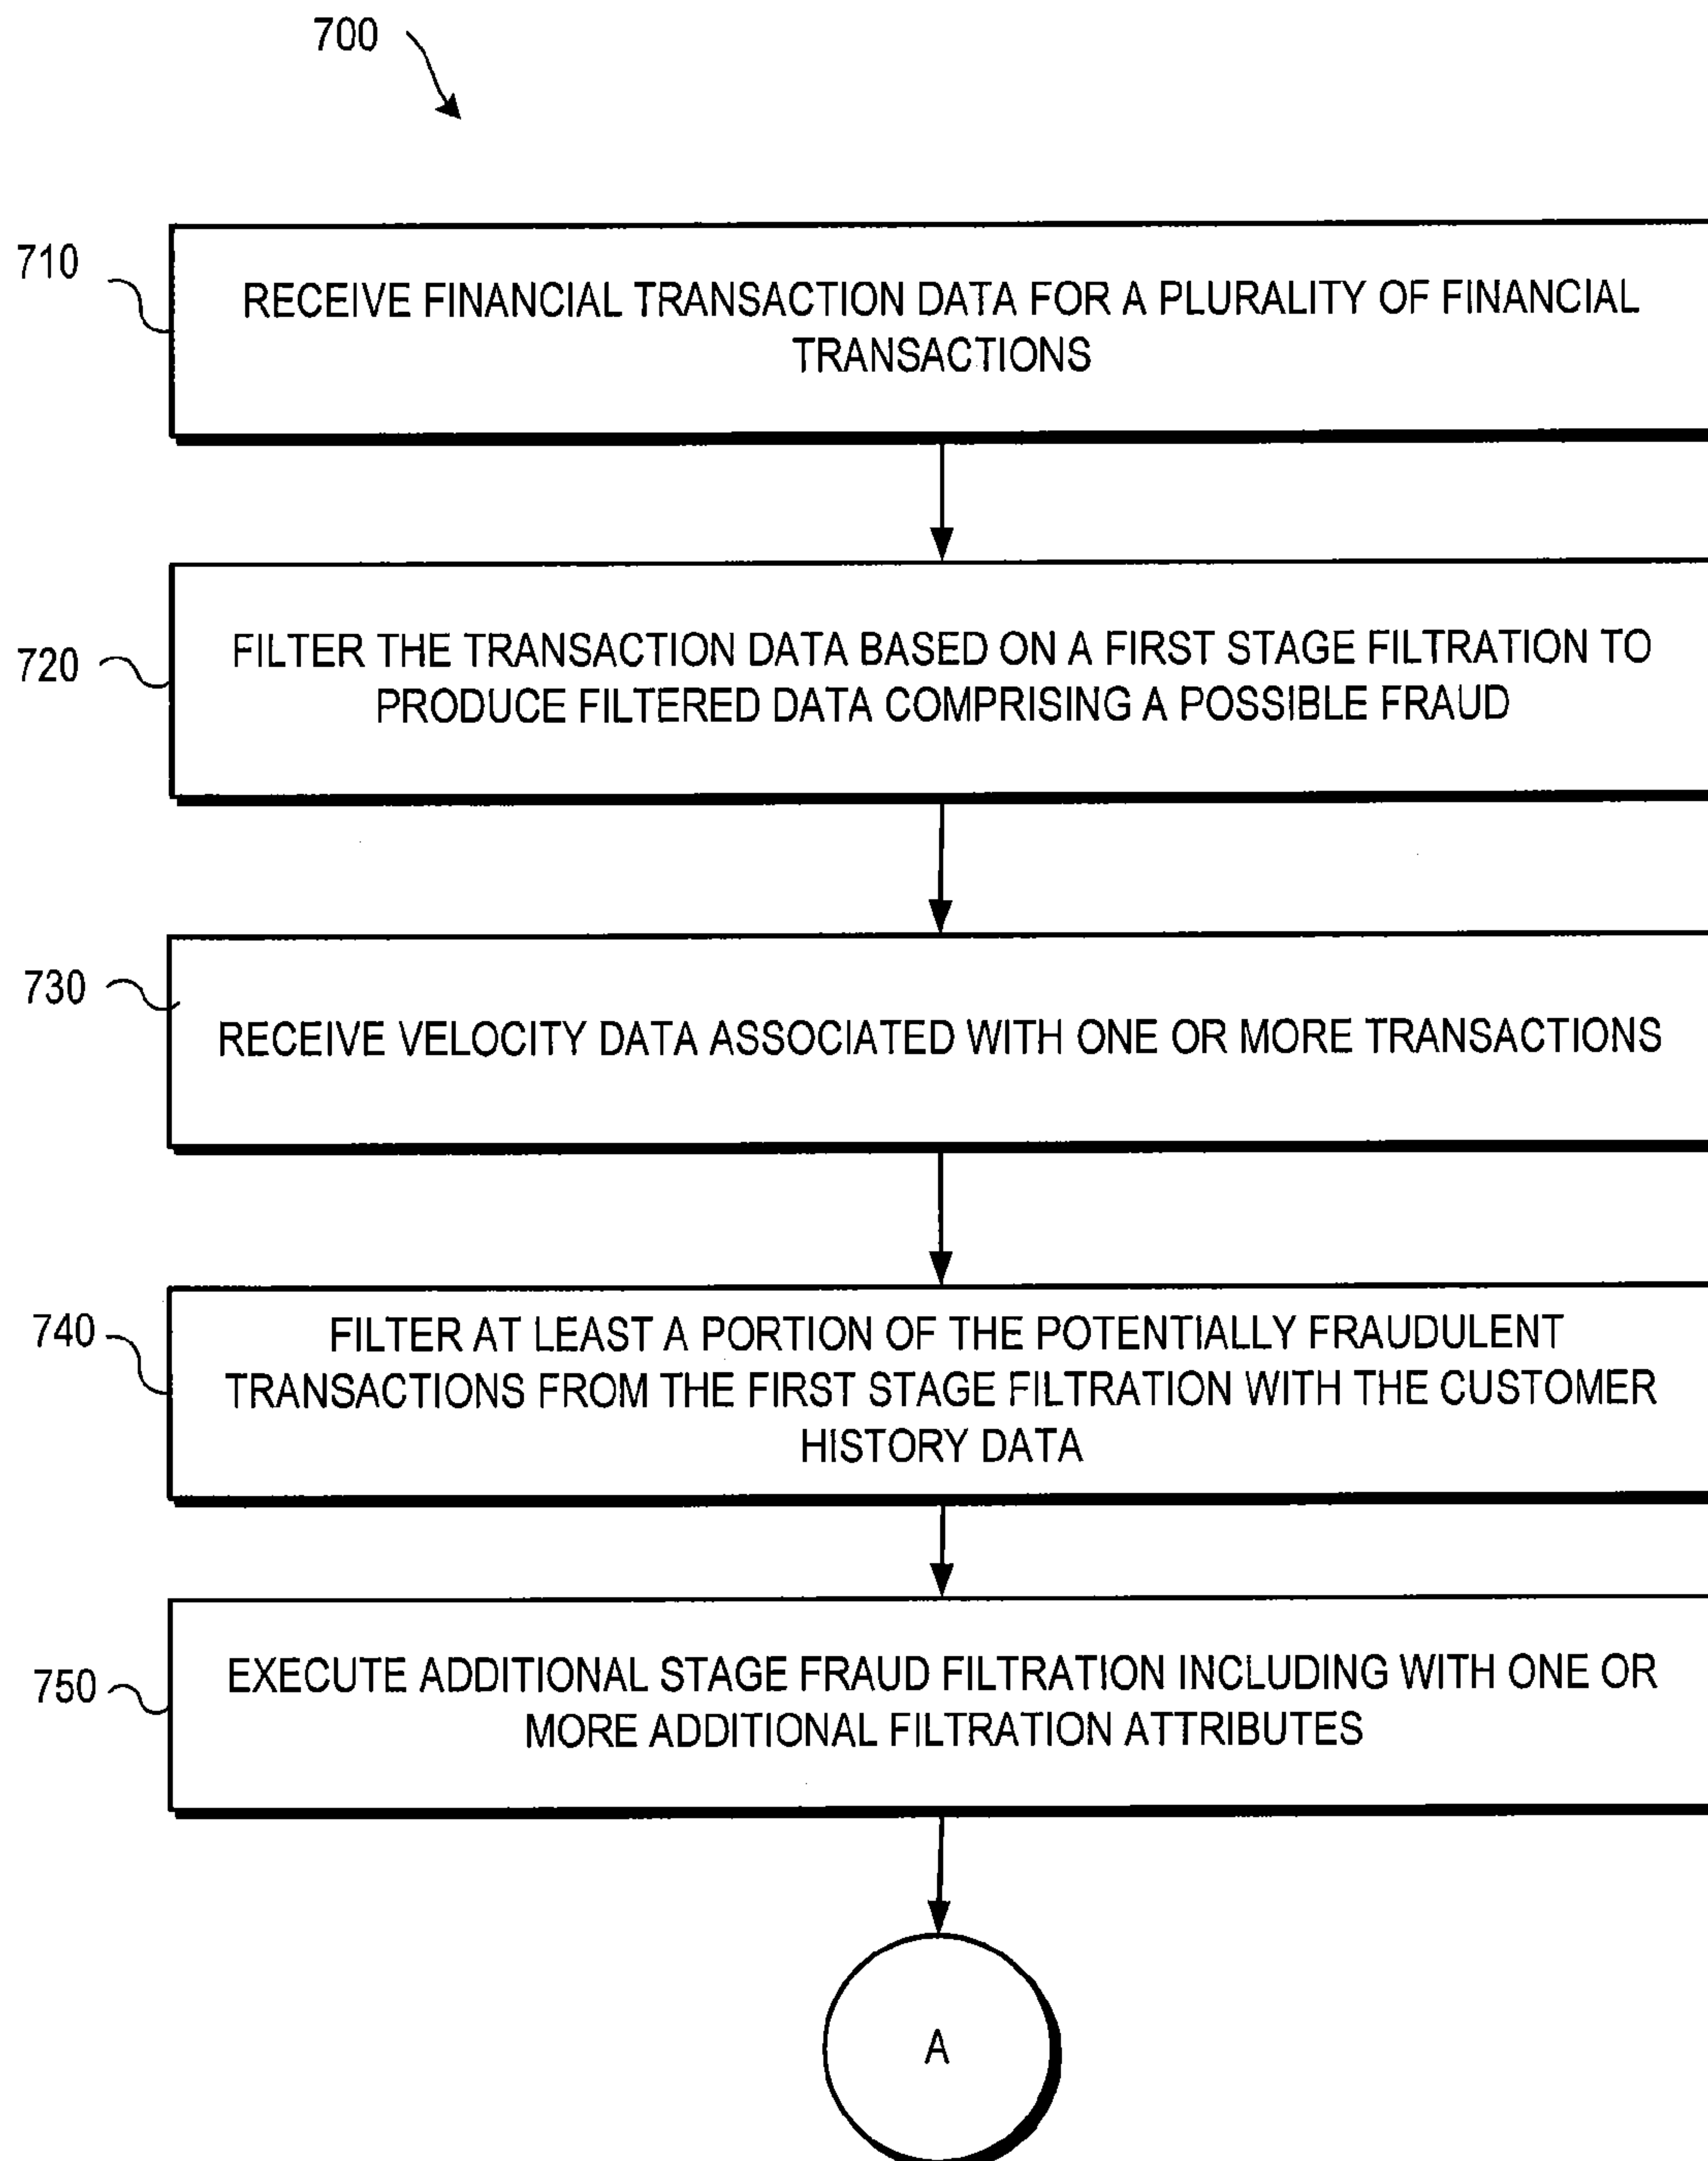 700
710
RECEIVE FINANCIAL TRANSACTION DATA FOR A PLURALITY OF FINANCIAL
TRANSACTIONS
720
FILTER THE TRANSACTION DATA BASED ON A FIRST STAGE FILTRATION TO
PRODUCE FILTERED DATA COMPRISING A POSSIBLE FRAUD
730
RECEIVE VELOCITY DATA ASSOCIATED WITH ONE OR MORE TRANSACTIONS
740
FILTER AT LEAST A PORTION OF THE POTENTIALLY FRAUDULENT
TRANSACTIONS FROM THE FIRST STAGE FILTRATION WITH THE CUSTOMER
HISTORY DATA
750
EXECUTE ADDITIONAL STAGE FRAUD FILTRATION INCLUDING WITH ONE OR
MORE ADDITIONAL FILTRATION ATTRIBUTES
A